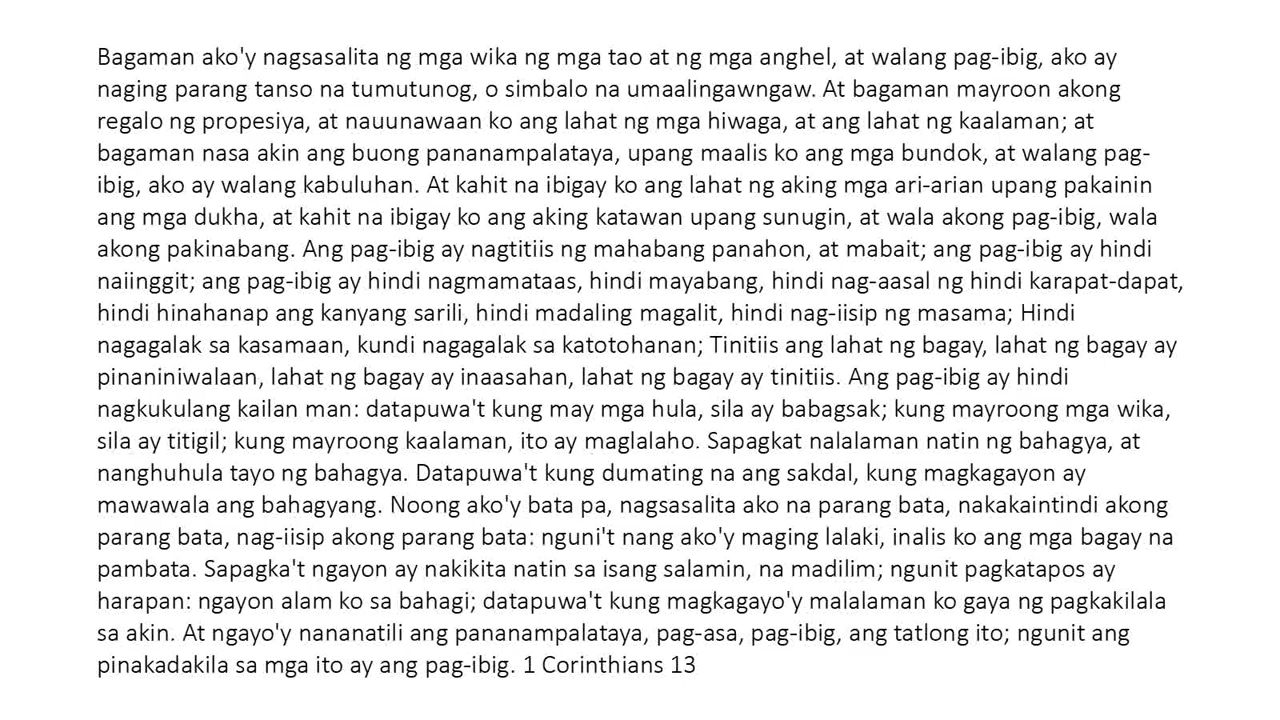 Bagaman ako'y nagsasalita ng mga wika ng mga tao at ng mga anghel, at walang pag-ibig, ako ay
naging parang tanso na tumutunog, o simbalo na umaalingawngaw. At bagaman mayroon akong
regalo ng propesiya, at nauunawaan ko ang lahat ng mga hiwaga, at ang lahat ng kaalaman; at
bagaman nasa akin ang buong pananampalataya, upang maalis ko ang mga bundok, at walang pag-
ibig, ako ay walang kabuluhan. At kahit na ibigay ko ang lahat ng aking mga ari-arian upang pakainin
ang mga dukha, at kahit na ibigay ko ang aking katawan upang sunugin, at wala akong pag-ibig, wala
akong pakinabang. Ang pag-ibig ay nagtitiis ng mahabang panahon, at mabait; ang pag-ibig ay hindi
naiinggit; ang pag-ibig ay hindi nagmamataas, hindi mayabang, hindi nag-aasal ng hindi karapat-dapat,
hindi hinahanap ang kanyang sarili, hindi madaling magalit, hindi nag-iisip ng masama; Hindi
nagagalak sa kasamaan, kundi nagagalak sa katotohanan; Tinitiis ang lahat ng bagay, lahat ng bagay ay
pinaniniwalaan, lahat ng bagay ay inaasahan, lahat ng bagay ay tinitiis. Ang pag-ibig ay hindi
nagkukulang kailan man: datapuwa't kung may mga hula, sila ay babagsak; kung mayroong mga wika,
sila ay titigil; kung mayroong kaalaman, ito ay maglalaho. Sapagkat nalalaman natin ng bahagya, at
nanghuhula tayo ng bahagya. Datapuwa't kung dumating na ang sakdal, kung magkagayon ay
mawawala ang bahagyang. Noong ako'y bata pa, nagsasalita ako na parang bata, nakakaintindi akong
parang bata, nag-iisip akong parang bata: nguni't nang ako'y maging lalaki, inalis ko ang mga bagay na
pambata. Sapagka't ngayon ay nakikita natin sa isang salamin, na madilim; ngunit pagkatapos ay
harapan: ngayon alam ko sa bahagi; datapuwa't kung magkagayo'y malalaman ko gaya ng pagkakilala
sa akin. At ngayo'y nananatili ang pananampalataya, pag-asa, pag-ibig, ang tatlong ito; ngunit ang
pinakadakila sa mga ito ay ang pag-ibig. 1 Corinthians 13